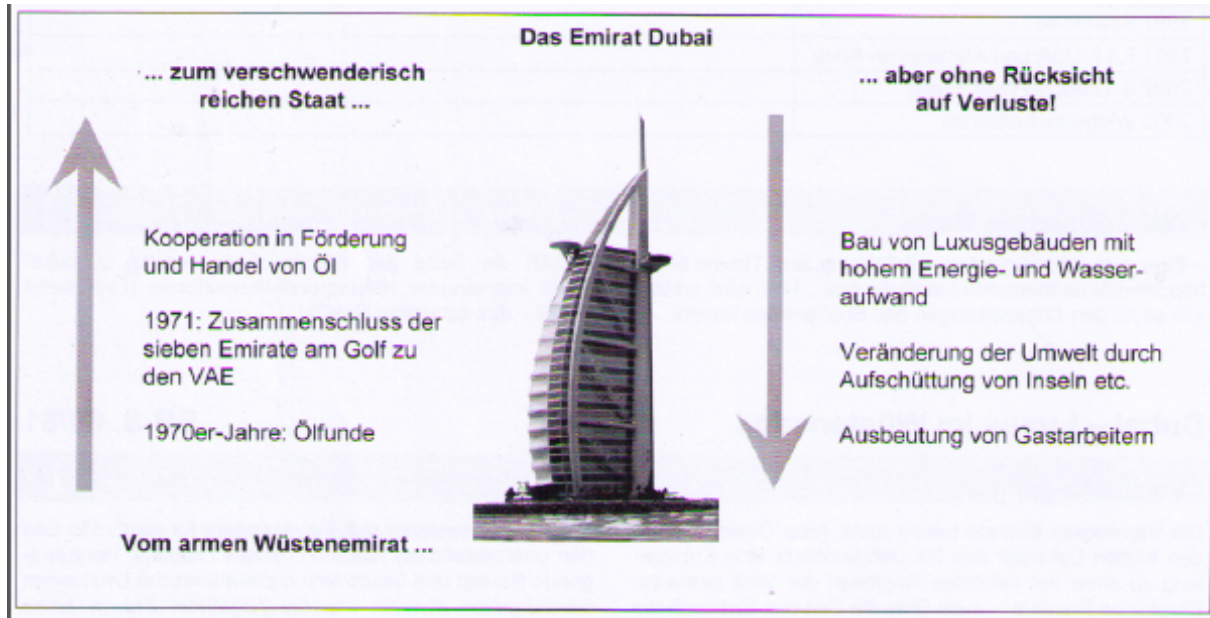 Das Emirat Dubai
... zum verschwenderisch
reichen Staat ...
Kooperation in Förderung
und Handel von Öl
1971: Zusammenschluss der
sieben Emirate am Golf zu
den VAE
1970er-Jahre: Ölfunde
Vom armen Wüstenemirat ...
... aber ohne Rücksicht
auf Verluste!
Bau von Luxusgebäuden mit
hohem Energie- und Wasser-
aufwand
Veränderung der Umwelt durch
Aufschüttung von Inseln etc.
Ausbeutung von Gastarbeitern